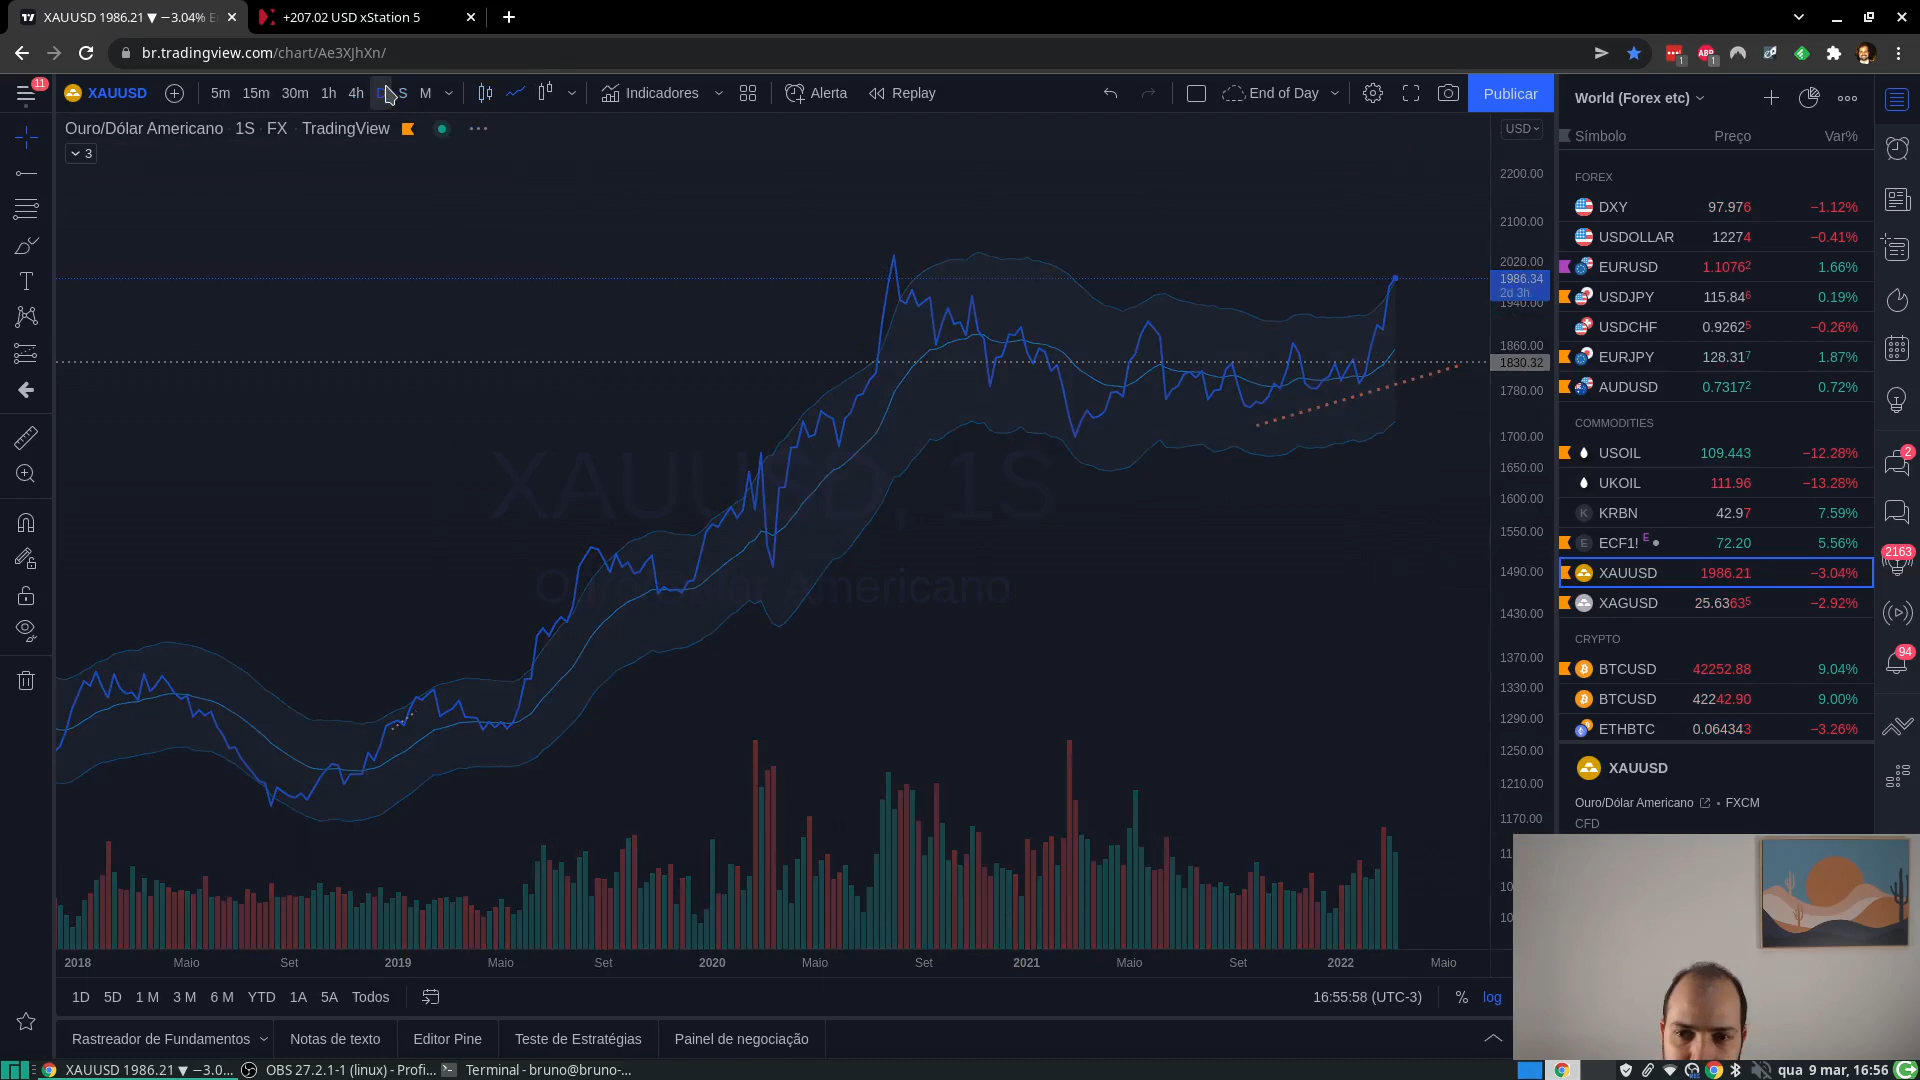 XAUUSD 1986.21 ▼ −3.04%
+207.02 USD xStation 5
br.tradingview.com/chart/Ae3XJhXn/
11
XAUUSD 5m 15m 30m 1h 4h D S M Indicadores Alerta Replay End of Day Publicar
Ouro/Dólar Americano 1S FX TradingView
3
USD
2200.00
2100.00
2020.00
1986.34
2d 3h
1940.00
1860.00
1830.32
1780.00
1700.00
1650.00
1600.00
1550.00
1490.00
1430.00
1370.00
1330.00
1290.00
1250.00
1210.00
1170.00
XAUUSD, 1S
Ouro/Dólar Americano
2018 Maio Set 2019 Maio Set 2020 Maio Set 2021 Maio Set 2022 Maio
1D 5D 1 M 3 M 6 M YTD 1A 5A Todos
16:55:58 (UTC-3) % log
Rastreador de Fundamentos Notas de texto Editor Pine Teste de Estratégias Painel de negociação
World (Forex etc)
Símbolo Preço Var%
FOREX
DXY 97.976 −1.12%
USDOLLAR 12274 −0.41%
EURUSD 1.10762 1.66%
USDJPY 115.846 0.19%
USDCHF 0.92625 −0.26%
EURJPY 128.317 1.87%
AUDUSD 0.73172 0.72%
COMMODITIES
USOIL 109.443 −12.28%
UKOIL 111.96 −13.28%
KRBN 42.97 7.59%
ECF1! E 72.20 5.56%
XAUUSD 1986.21 −3.04%
XAGUSD 25.63635 −2.92%
CRYPTO
BTCUSD 42252.88 9.04%
BTCUSD 42242.90 9.00%
ETHBTC 0.064343 −3.26%
XAUUSD
Ouro/Dólar Americano • FXCM
CFD
2
2163
94
XAUUSD 1986.21 ▼ −3.0... OBS 27.2.1-1 (linux) - Profi... Terminal - bruno@bruno-...
qua 9 mar, 16:56